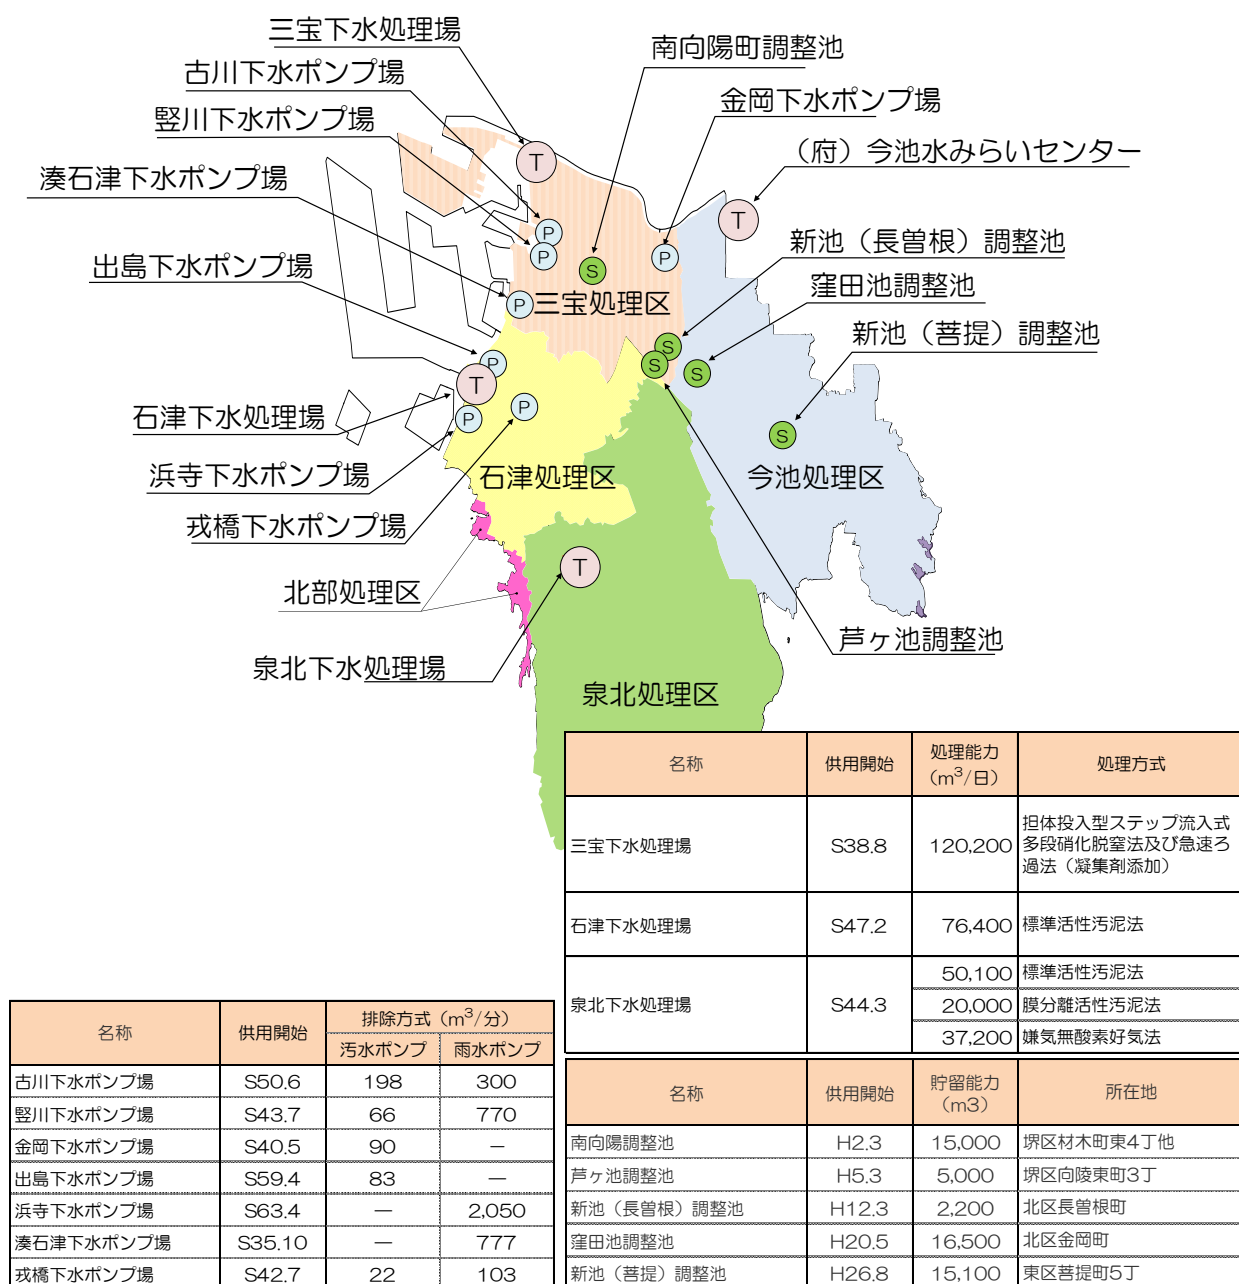 三宝下水処理場
南向陽町調整池
古川下水ポンプ場
金岡下水ポンプ場
竪川下水ポンプ場
（府）今池水みらいセンター
T
湊石津下水ポンプ場
T
P
新池（長曽根）調整池
P
P
出島下水ポンプ場
S
窪田池調整池
P
三宝処理区
新池（菩提）調整池
S
P
S
S
T
石津下水処理場
P
P
S
浜寺下水ポンプ場
石津処理区
今池処理区
戎橋下水ポンプ場
T
北部処理区
芦ヶ池調整池
泉北下水処理場
泉北処理区
名称 供用開始 処理能力（m³/日） 処理方式
三宝下水処理場 S38.8 120,200 担体投入型ステップ流入式
多段硝化脱窒法及び急速ろ
過法（凝集剤添加）
石津下水処理場 S47.2 76,400 標準活性汚泥法
泉北下水処理場 S44.3 50,100 標準活性汚泥法
20,000 膜分離活性汚泥法
37,200 嫌気無酸素好気法
名称 供用開始 排除方式（m³/分）
汚水ポンプ 雨水ポンプ
古川下水ポンプ場 S50.6 198 300
竪川下水ポンプ場 S43.7 66 770
金岡下水ポンプ場 S40.5 90 －
出島下水ポンプ場 S59.4 83 －
浜寺下水ポンプ場 S63.4 － 2,050
湊石津下水ポンプ場 S35.10 － 777
戎橋下水ポンプ場 S42.7 22 103
名称 供用開始 貯留能力（m3） 所在地
南向陽調整池 H2.3 15,000 堺区材木町東4丁他
芦ヶ池調整池 H5.3 5,000 堺区向陵東町3丁
新池（長曽根）調整池 H12.3 2,200 北区長曽根町
窪田池調整池 H20.5 16,500 北区金岡町
新池（菩提）調整池 H26.8 15,100 東区菩提町5丁